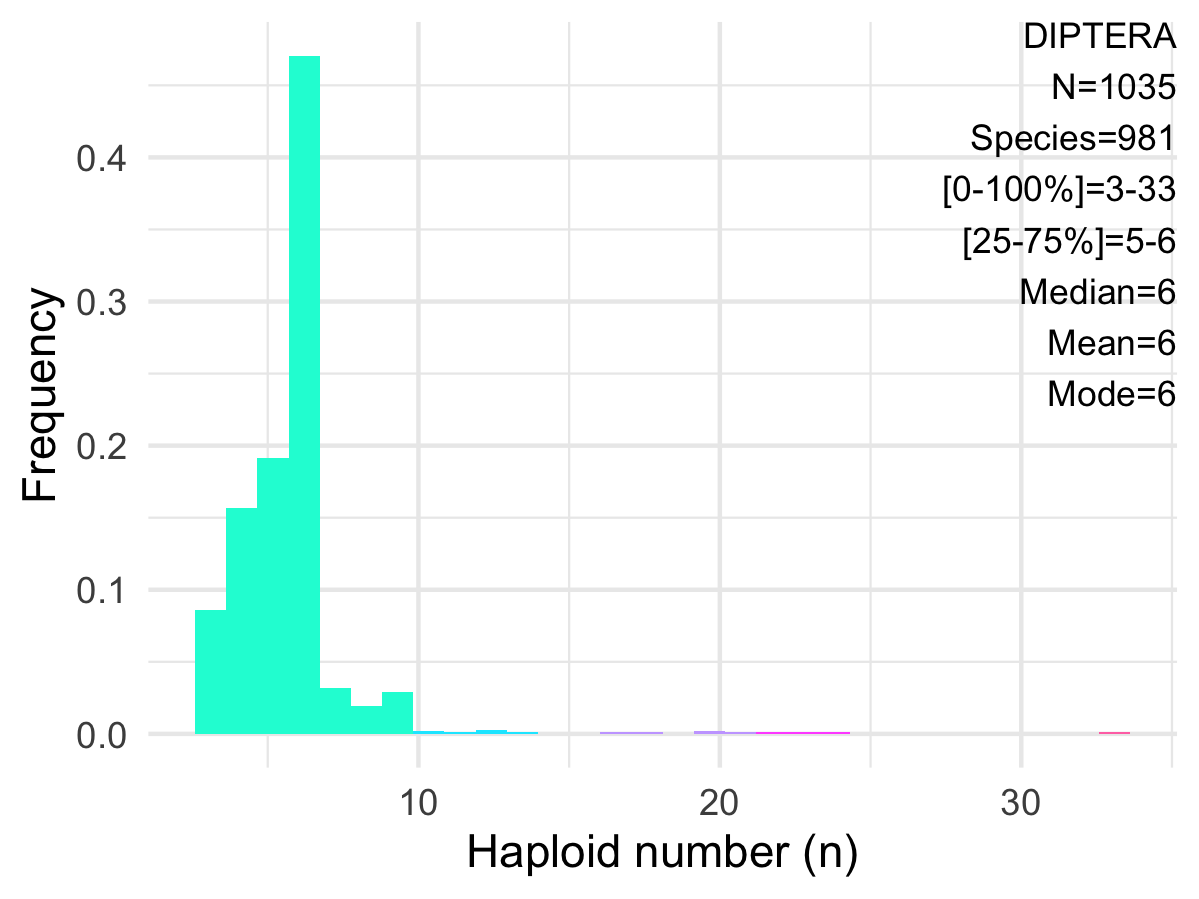 DIPTERA
N=1035
Species=981
[0-100%]=3-33
[25-75%]=5-6
Median=6
Mean=6
Mode=6
Frequency
0.4
0.3
0.2
0.1
0.0
10 20 30
Haploid number (n)